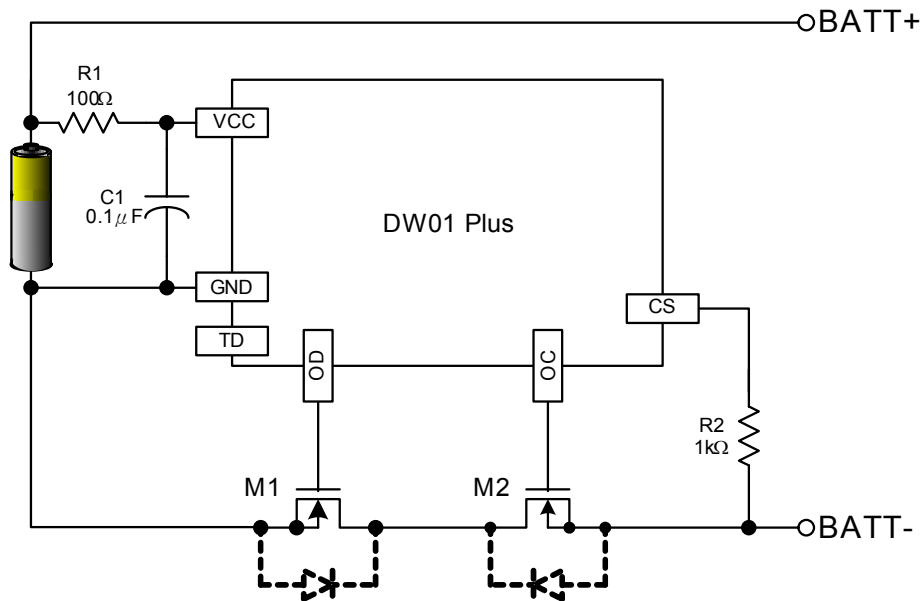 BATT+
R1
100Ω
VCC
C1
0.1μF
DW01 Plus
GND
CS
TD
OD
OC
R2
1kΩ
M1
M2
BATT-